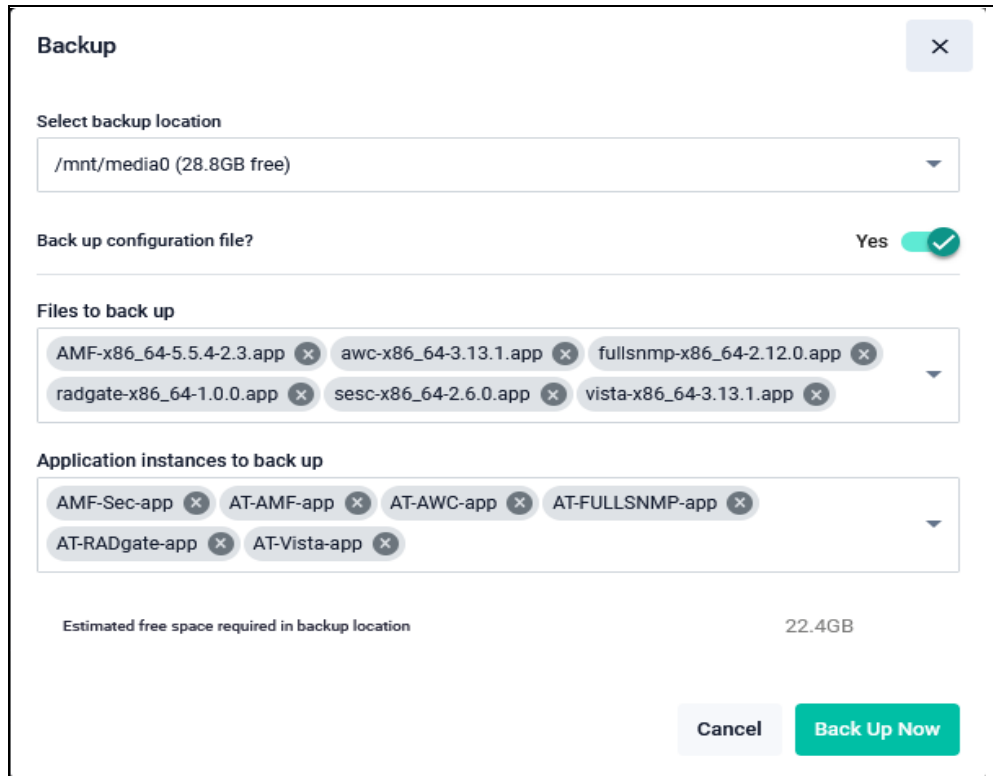 Backup
Select backup location
/mnt/media0 (28.8GB free)
Back up configuration file? Yes
Files to back up
AMF-x86_64-5.5.4-2.3.app awc-x86_64-3.13.1.app fullsnmp-x86_64-2.12.0.app
radgate-x86_64-1.0.0.app sesc-x86_64-2.6.0.app vista-x86_64-3.13.1.app
Application instances to back up
AMF-Sec-app AT-AMF-app AT-AWC-app AT-FULLSNMP-app
AT-RADgate-app AT-Vista-app
Estimated free space required in backup location 22.4GB
Cancel Back Up Now